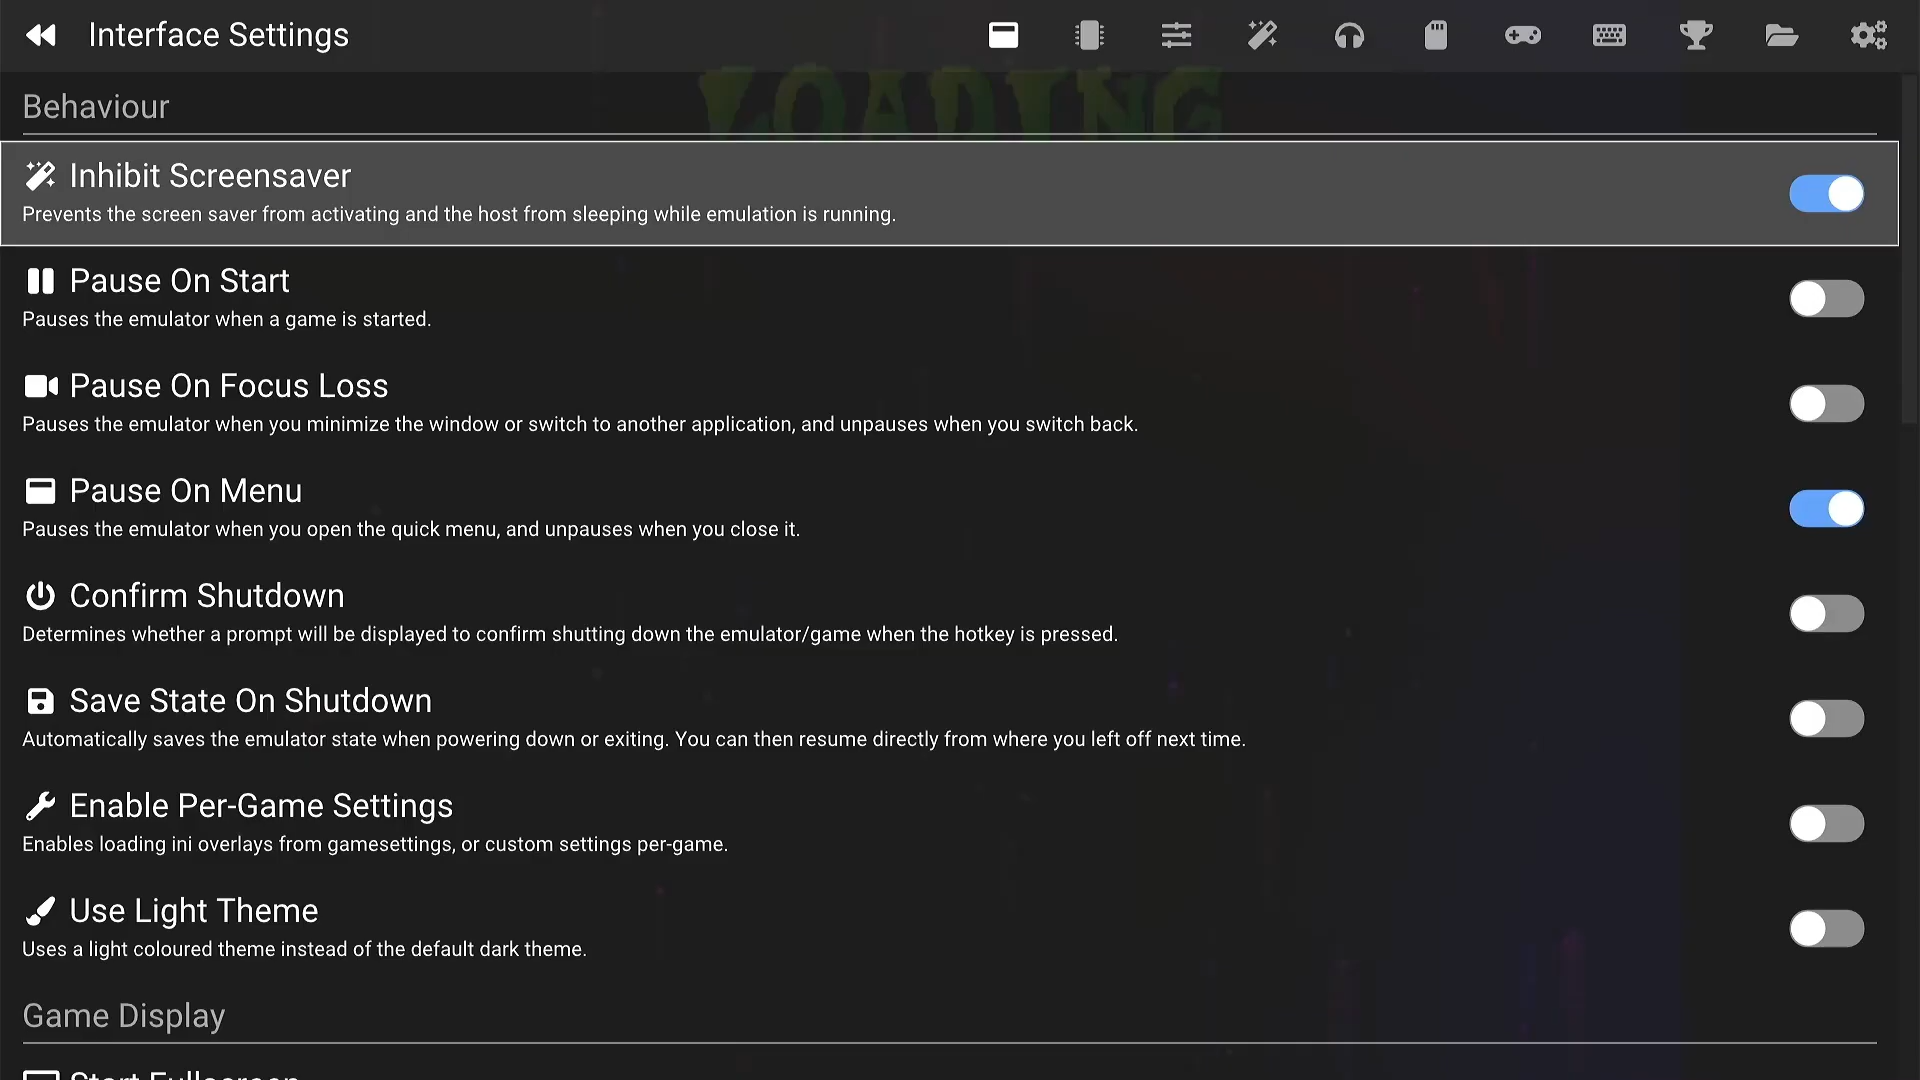 Interface Settings
LOADING
Behaviour
Inhibit Screensaver
Prevents the screen saver from activating and the host from sleeping while emulation is running.
Pause On Start
Pauses the emulator when a game is started.
Pause On Focus Loss
Pauses the emulator when you minimize the window or switch to another application, and unpauses when you switch back.
Pause On Menu
Pauses the emulator when you open the quick menu, and unpauses when you close it.
Confirm Shutdown
Determines whether a prompt will be displayed to confirm shutting down the emulator/game when the hotkey is pressed.
Save State On Shutdown
Automatically saves the emulator state when powering down or exiting. You can then resume directly from where you left off next time.
Enable Per-Game Settings
Enables loading ini overlays from gamesettings, or custom settings per-game.
Use Light Theme
Uses a light coloured theme instead of the default dark theme.
Game Display
Start Fullscreen